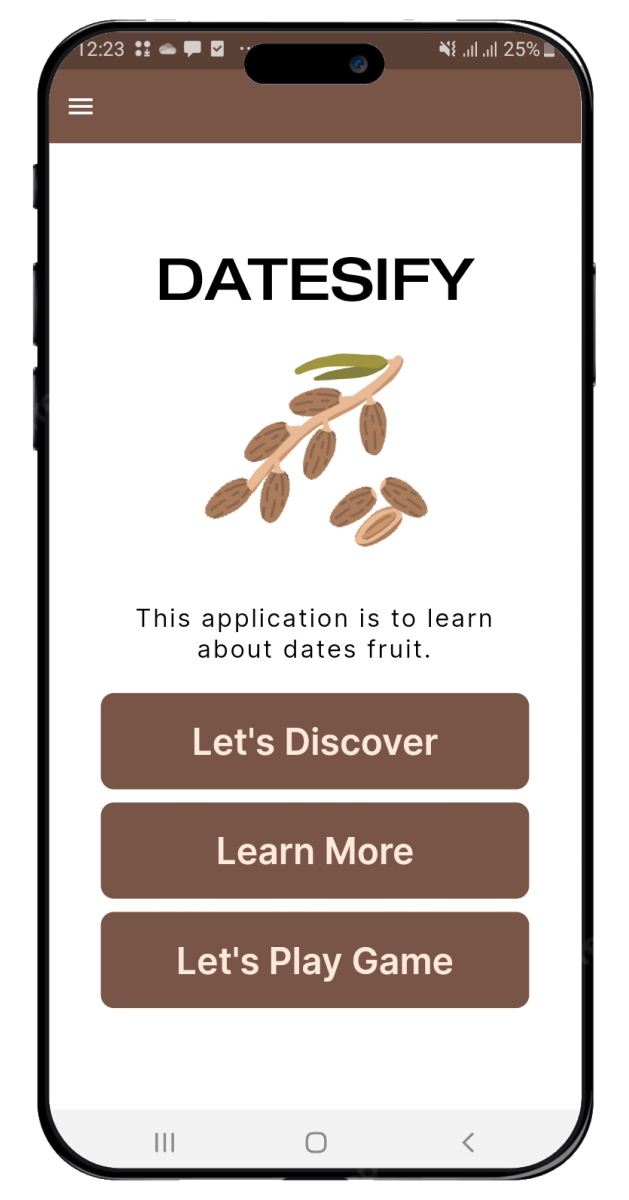 12:23
25%
DATESIFY
This application is to learn
about dates fruit.
Let's Discover
Learn More
Let's Play Game